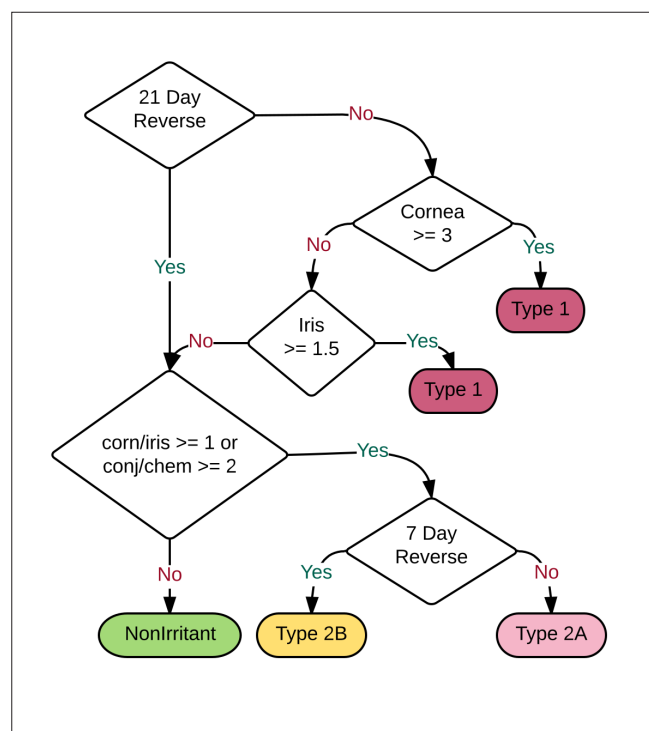 21 Day
Reverse
No
Cornea
>= 3
No
Yes
Yes
Type 1
Iris
>= 1.5
No
Yes
Type 1
corn/iris >= 1 or
conj/chem >= 2
Yes
7 Day
Reverse
No
Yes
No
NonIrritant
Type 2B
Type 2A